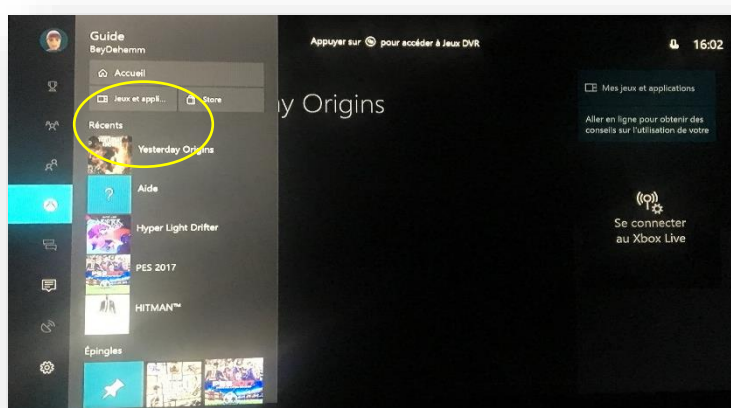 Guide
BeyDehemm
Accueil
Jeux et appli...
Store
Récents
Yesterday Origins
Aide
Hyper Light Drifter
PES 2017
HITMAN™
Épingles
Appuyer sur pour accéder à Jeux DVR
16:02
y Origins
Mes jeux et applications
Aller en ligne pour obtenir des
conseils sur l'utilisation de votre
Se connecter
au Xbox Live